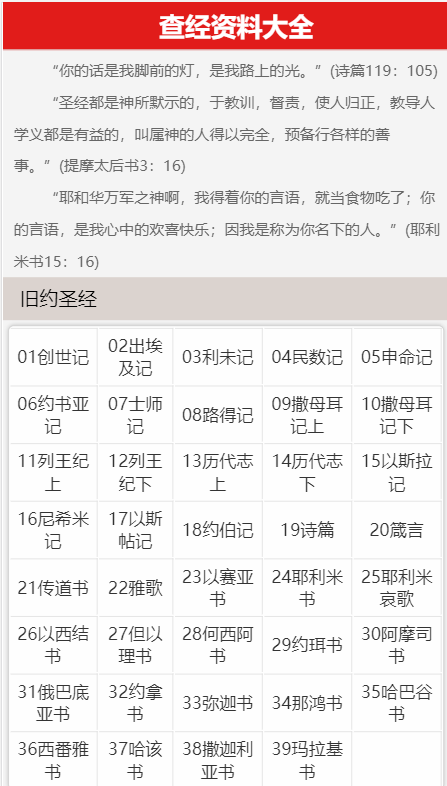 查经资料大全
“你的话是我脚前的灯，是我路上的光。”(诗篇119：105)
“圣经都是神所默示的，于教训，督责，使人归正，教导人
学义都是有益的，叫属神的人得以完全，预备行各样的善
事。”(提摩太后书3：16)
“耶和华万军之神啊，我得着你的言语，就当食物吃了；你
的言语，是我心中的欢喜快乐；因我是称为你名下的人。”(耶利
米书15：16)
旧约圣经
01创世记
02出埃
及记
03利未记
04民数记
05申命记
06约书亚
记
07士师
记
08路得记
09撒母耳
记上
10撒母耳
记下
11列王纪
上
12列王
纪下
13历代志
上
14历代志
下
15以斯拉
记
16尼希米
记
17以斯
帖记
18约伯记
19诗篇
20箴言
21传道书
22雅歌
23以赛亚
书
24耶利米
书
25耶利米
哀歌
26以西结
书
27但以
理书
28何西阿
书
29约珥书
30阿摩司
书
31俄巴底
亚书
32约拿
书
33弥迦书
34那鸿书
35哈巴谷
书
36西番雅
书
37哈该
书
38撒迦利
亚书
39玛拉基
书